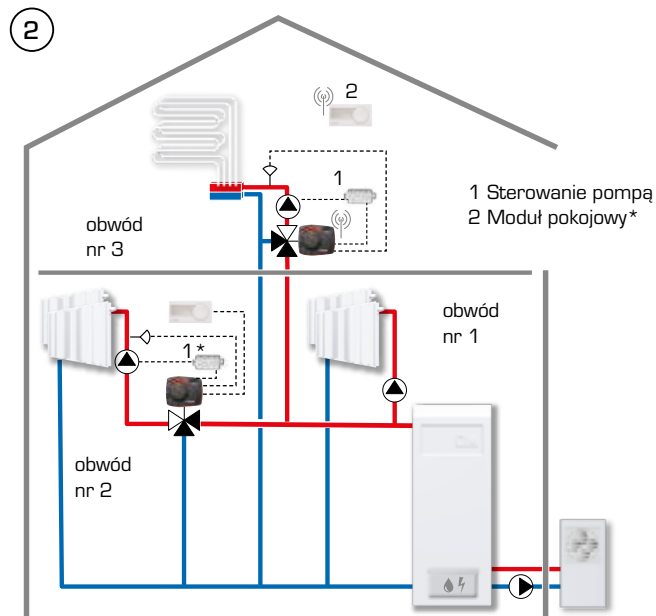 2
2
1
1 Sterowanie pompą
2 Moduł pokojowy*
obwód
nr 3
obwód
nr 1
1*
obwód
nr 2